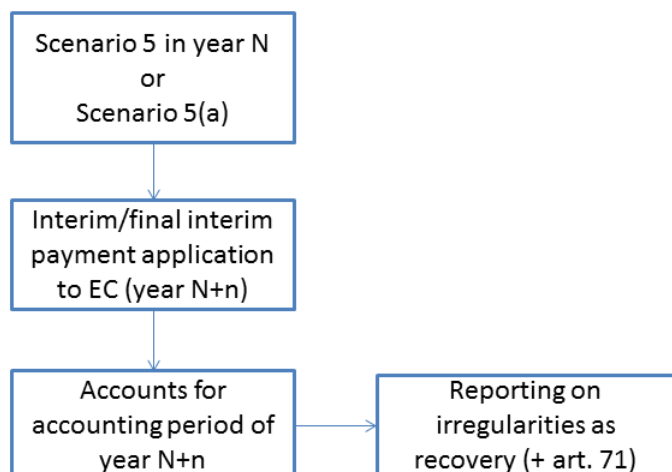 Scenario 5 in year N
or
Scenario 5(a)
Interim/final interim
payment application
to EC (year N+n)
Accounts for
accounting period of
year N+n
Reporting on
irregularities as
recovery (+ art. 71)